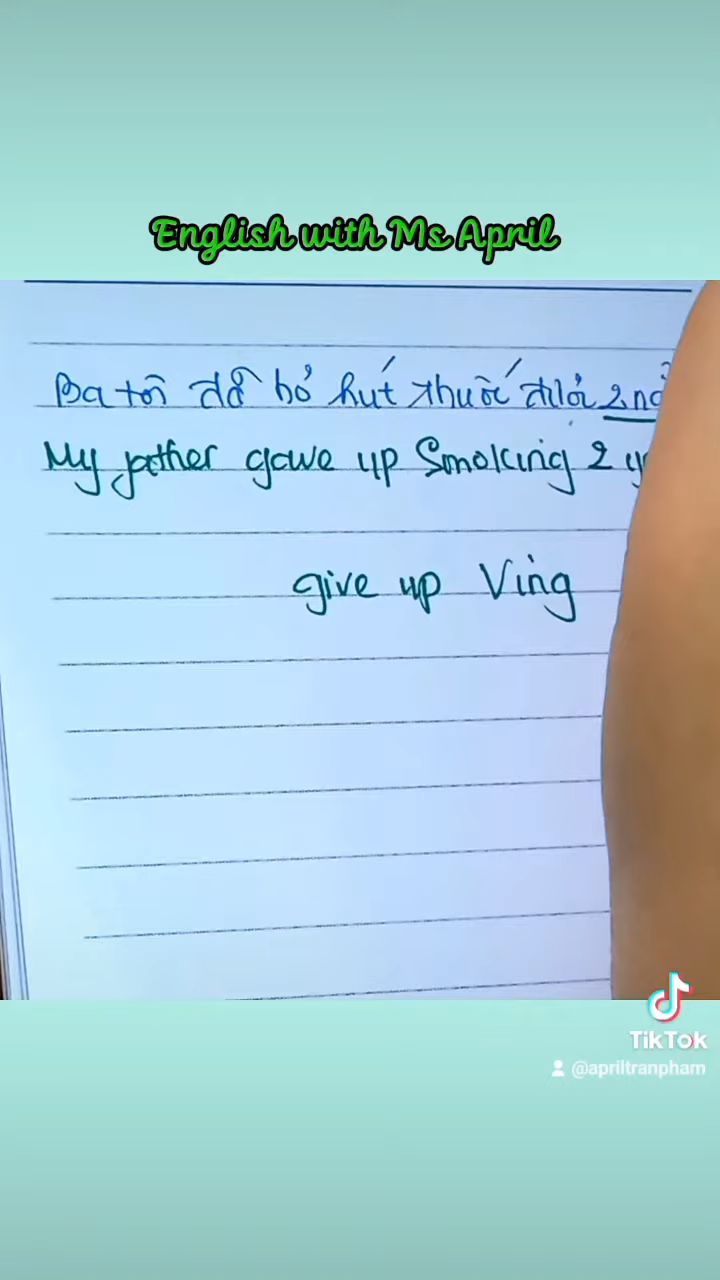 English with Ms April
Ba tôi đã bỏ hút thuốc được 2 nă
My father gave up Smoking 2 y
give up Ving
TikTok
@apriltranpham